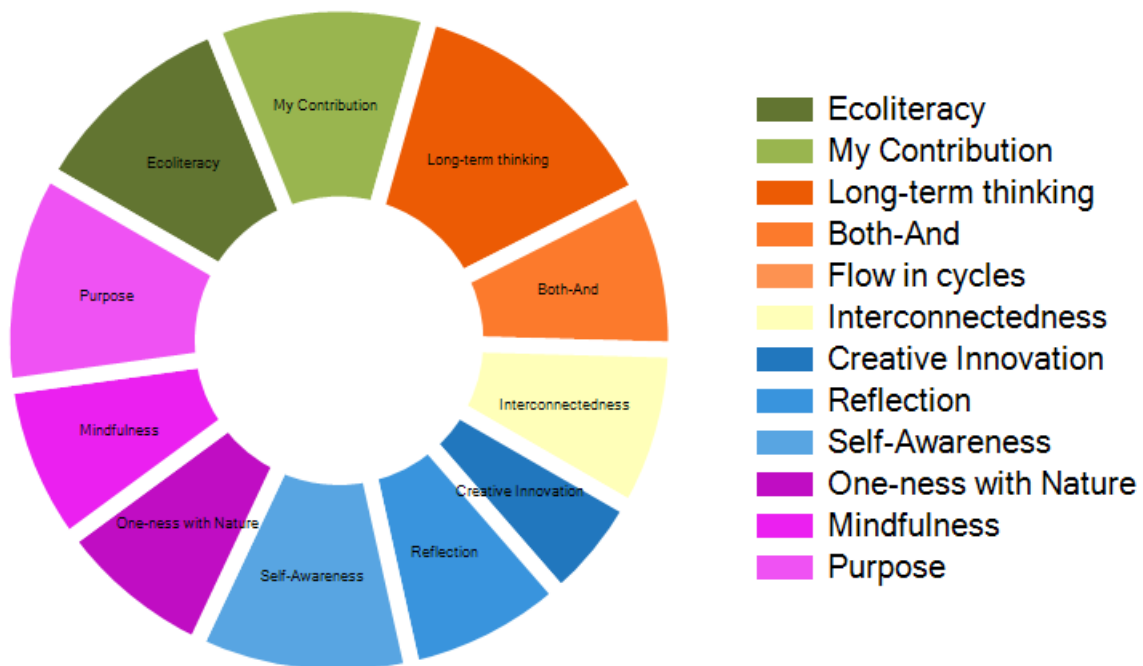 My Contribution
Long-term thinking
Ecoliteracy
Both-And
Purpose
Interconnectedness
Mindfulness
Creative Innovation
One-ness with Nature
Reflection
Self-Awareness
Ecoliteracy
My Contribution
Long-term thinking
Both-And
Flow in cycles
Interconnectedness
Creative Innovation
Reflection
Self-Awareness
One-ness with Nature
Mindfulness
Purpose